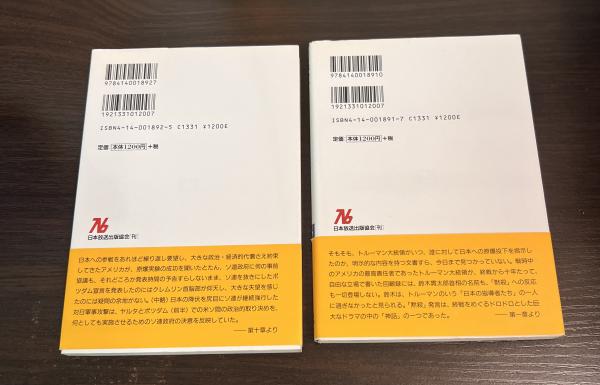 9784140018927
1921331012007
ISBN4-14-001892-5 C1331 ¥1200E
定価 本体1200円 +税
日本放送出版協会[刊]
日本への参戦をあれほど繰り返し要望し、大きな政治・経済的代償さえ約束
してきたアメリカが、原爆実験の成功を聞いたとたん、ソ連政府に何の事前
協議も、それどころか発表時間の予告すらしないまま、ソ連を抜きにしたポ
ツダム宣言を発表したのにはクレムリン首脳部が仰天し、大きな失望を感じ
たのには疑問の余地がない。(中略)日本の降伏を尻目にソ連が継続強行した
対日軍事攻撃は、ヤルタとポツダム(前半)での米ソ間の政治的取り決めを、
何としても実施させるためのソ連政府の決意を反映していた。
——第十章より
9784140018910
1921331012007
ISBN4-14-001891-7 C1331 ¥1200E
定価 本体1200円 +税
日本放送出版協会[刊]
そもそも、トルーマン大統領がいつ、誰に対して日本への原爆投下を指示し
たのか、明示的な内容を持つ文書すら、今日まで見つかっていない。戦時中
のアメリカの最高責任者であったトルーマン大統領が、終戦から十年たって、
自由な立場で書いた回顧録には、鈴木貫太郎首相の名前も、「黙殺」への反応
も一切登場しない。首相は、トルーマンのいう「日本の指導者たち」の一人
に過ぎなかったと見られる。「黙殺」発言は、終戦をめぐるドロドロとした巨
大なドラマの中の「神話」の一つであった。
——第一章より